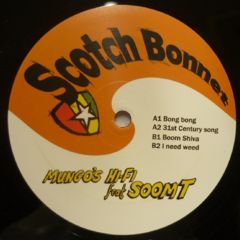 Scotch Bonnet
A1 Bong bong
A2 31st Century song
B1 Boom Shiva
B2 I need weed
MUNGO'S Hi-Fi
feat SOOM T